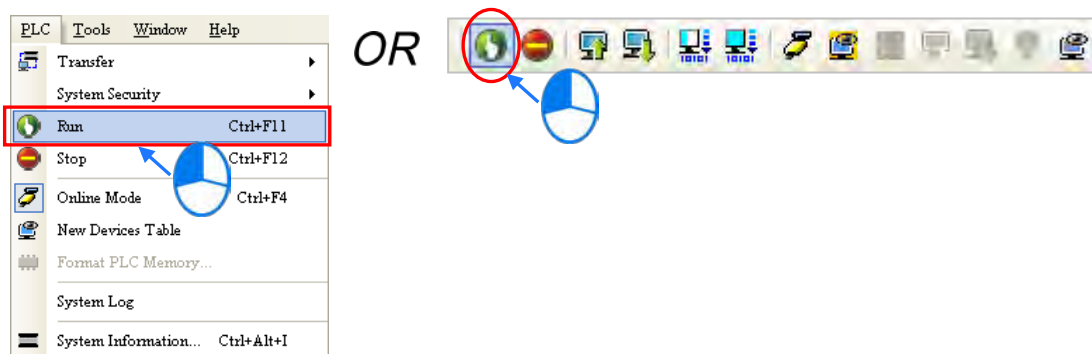 PLC Tools Window Help
Transfer
System Security
Run Ctrl+F11
Stop Ctrl+F12
Online Mode Ctrl+F4
New Devices Table
Format PLC Memory...
System Log
System Information... Ctrl+Alt+I
OR